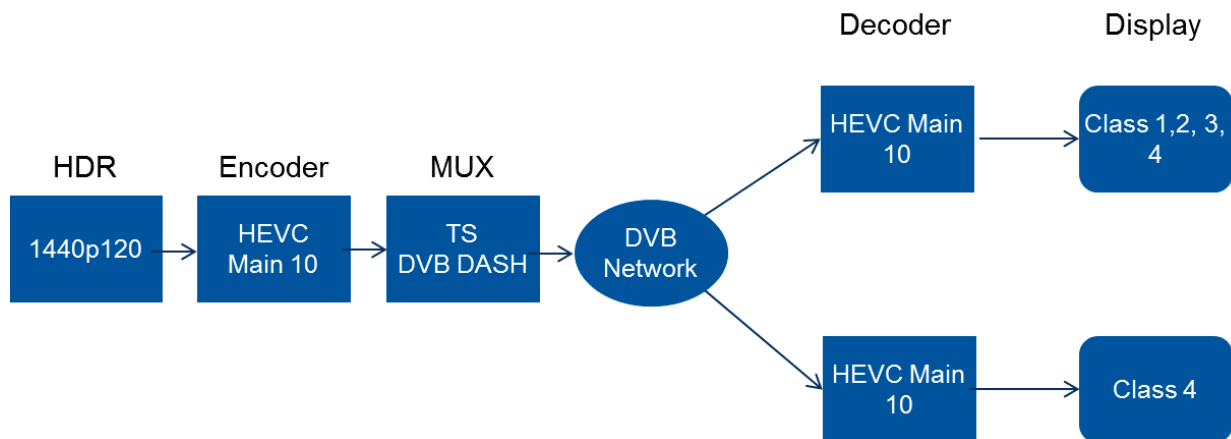 Decoder
Display
HEVC Main
10
Class 1,2, 3,
4
HDR
Encoder
MUX
1440p120
HEVC
Main 10
TS
DVB DASH
DVB
Network
HEVC Main
10
Class 4